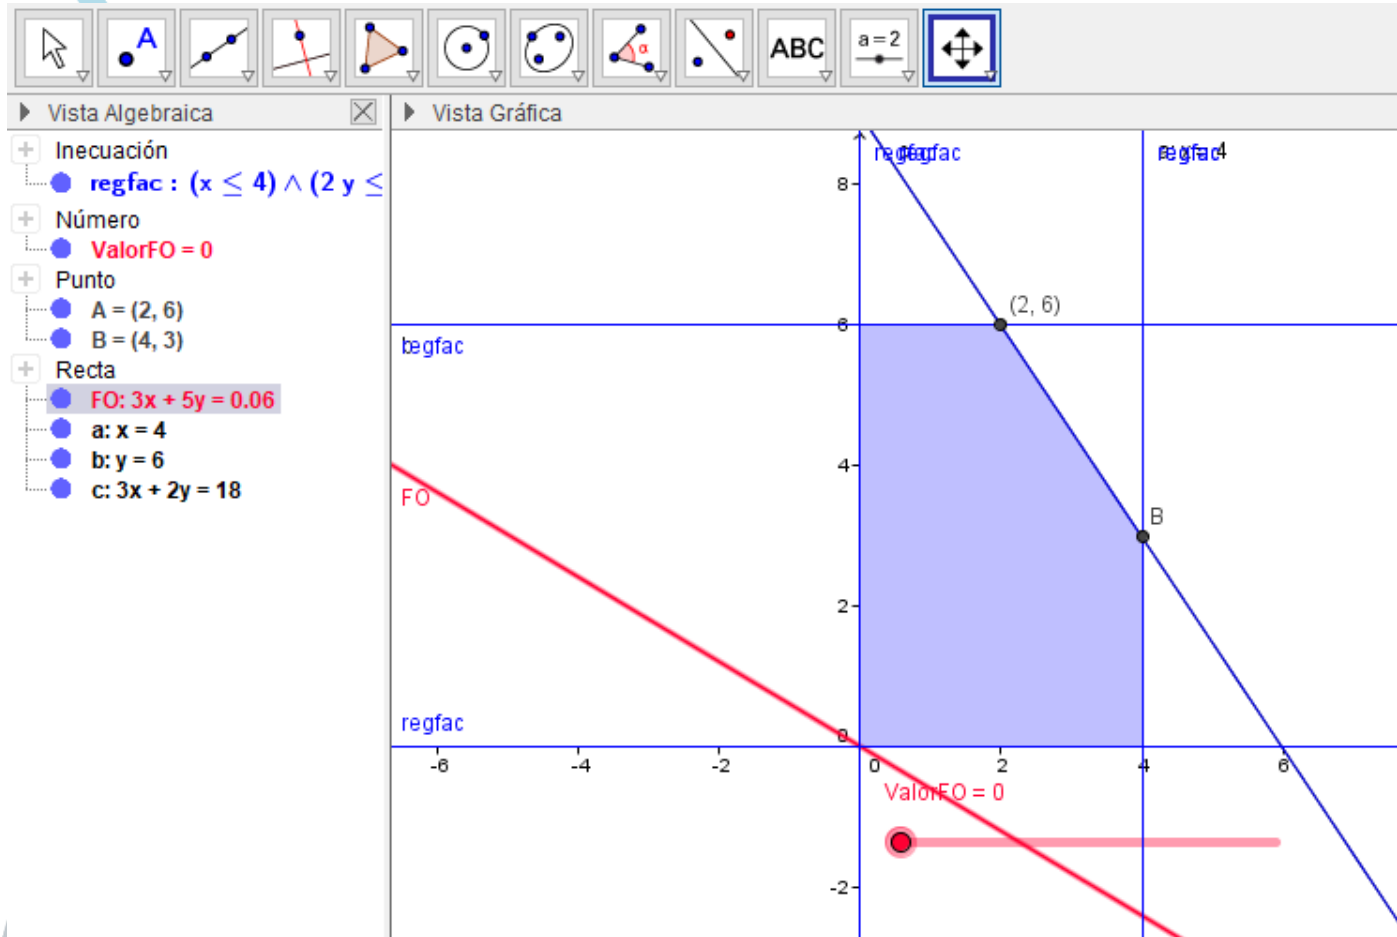 A
α
ABC
a = 2
Vista Algebraica
Vista Gráfica
Inecuación
regfac : (x ≤ 4) ∧ (2 y ≤
Número
ValorFO = 0
Punto
A = (2, 6)
B = (4, 3)
Recta
FO: 3x + 5y = 0.06
a: x = 4
b: y = 6
c: 3x + 2y = 18
regfac
8
(2, 6)
6
4
FO
B
2
regfac
0
-6
-4
-2
0
2
4
6
ValorFO = 0
-2